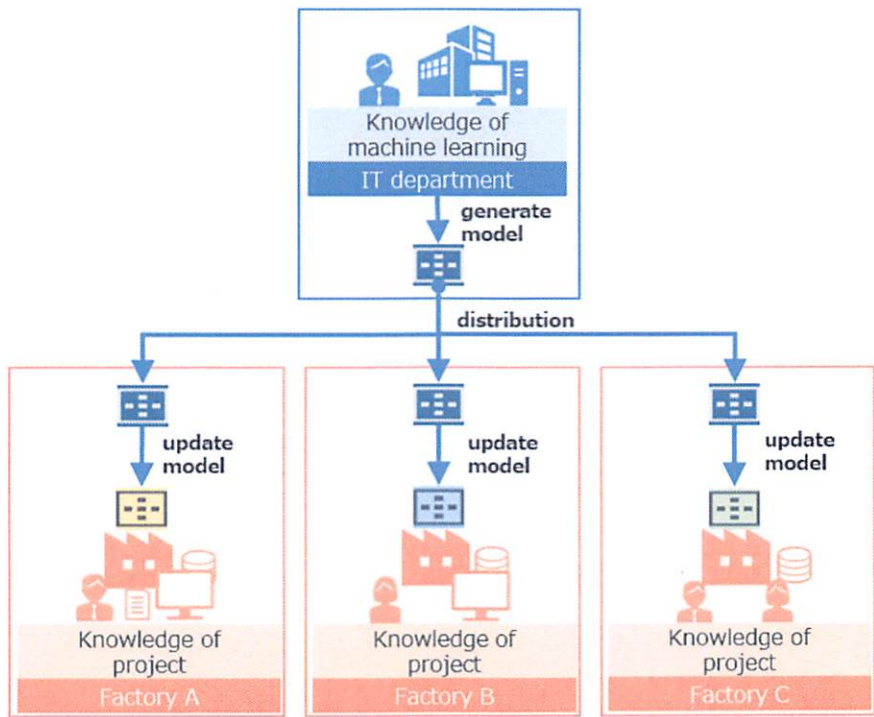 Knowledge of
machine learning
IT department
generate
model
distribution
update
model
update
model
update
model
Knowledge of
project
Factory A
Knowledge of
project
Factory B
Knowledge of
project
Factory C